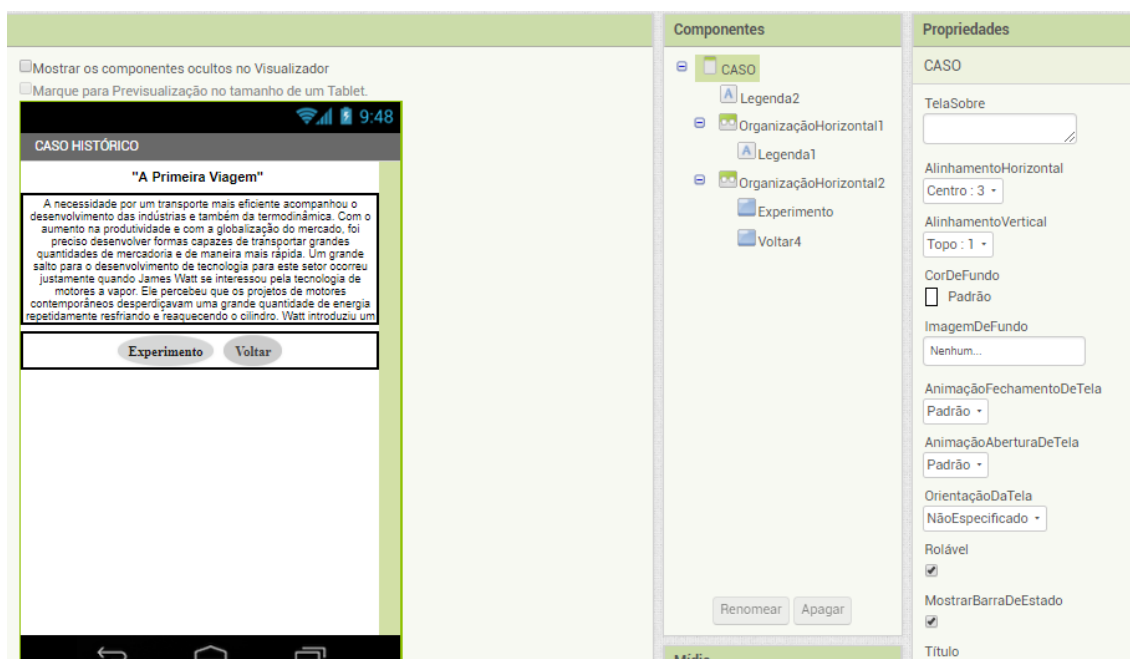 Componentes
Propriedades
Mostrar os componentes ocultos no Visualizador
Marque para Previsualização no tamanho de um Tablet.
9:48
CASO HISTÓRICO
"A Primeira Viagem"
A necessidade por um transporte mais eficiente acompanhou o
desenvolvimento das indústrias e também da termodinâmica. Com o
aumento na produtividade e com a globalização do mercado, foi
preciso desenvolver formas capazes de transportar grandes
quantidades de mercadoria e de maneira mais rápida. Um grande
salto para o desenvolvimento de tecnologia para este setor ocorreu
justamente quando James Watt se interessou pela tecnologia de
motores a vapor. Ele percebeu que os projetos de motores
contemporâneos desperdiçavam uma grande quantidade de energia
repetidamente resfriando e reaquecendo o cilindro. Watt introduziu um
Experimento
Voltar
CASO
Legenda2
OrganizaçãoHorizontal1
Legenda1
OrganizaçãoHorizontal2
Experimento
Voltar4
Renomear
Apagar
Mídia
CASO
TelaSobre
AlinhamentoHorizontal
Centro : 3
AlinhamentoVertical
Topo : 1
CorDeFundo
Padrão
ImagemDeFundo
Nenhum...
AnimaçãoFechamentoDeTela
Padrão
AnimaçãoAberturaDeTela
Padrão
OrientaçãoDaTela
NãoEspecificado
Rolável
MostrarBarraDeEstado
Título